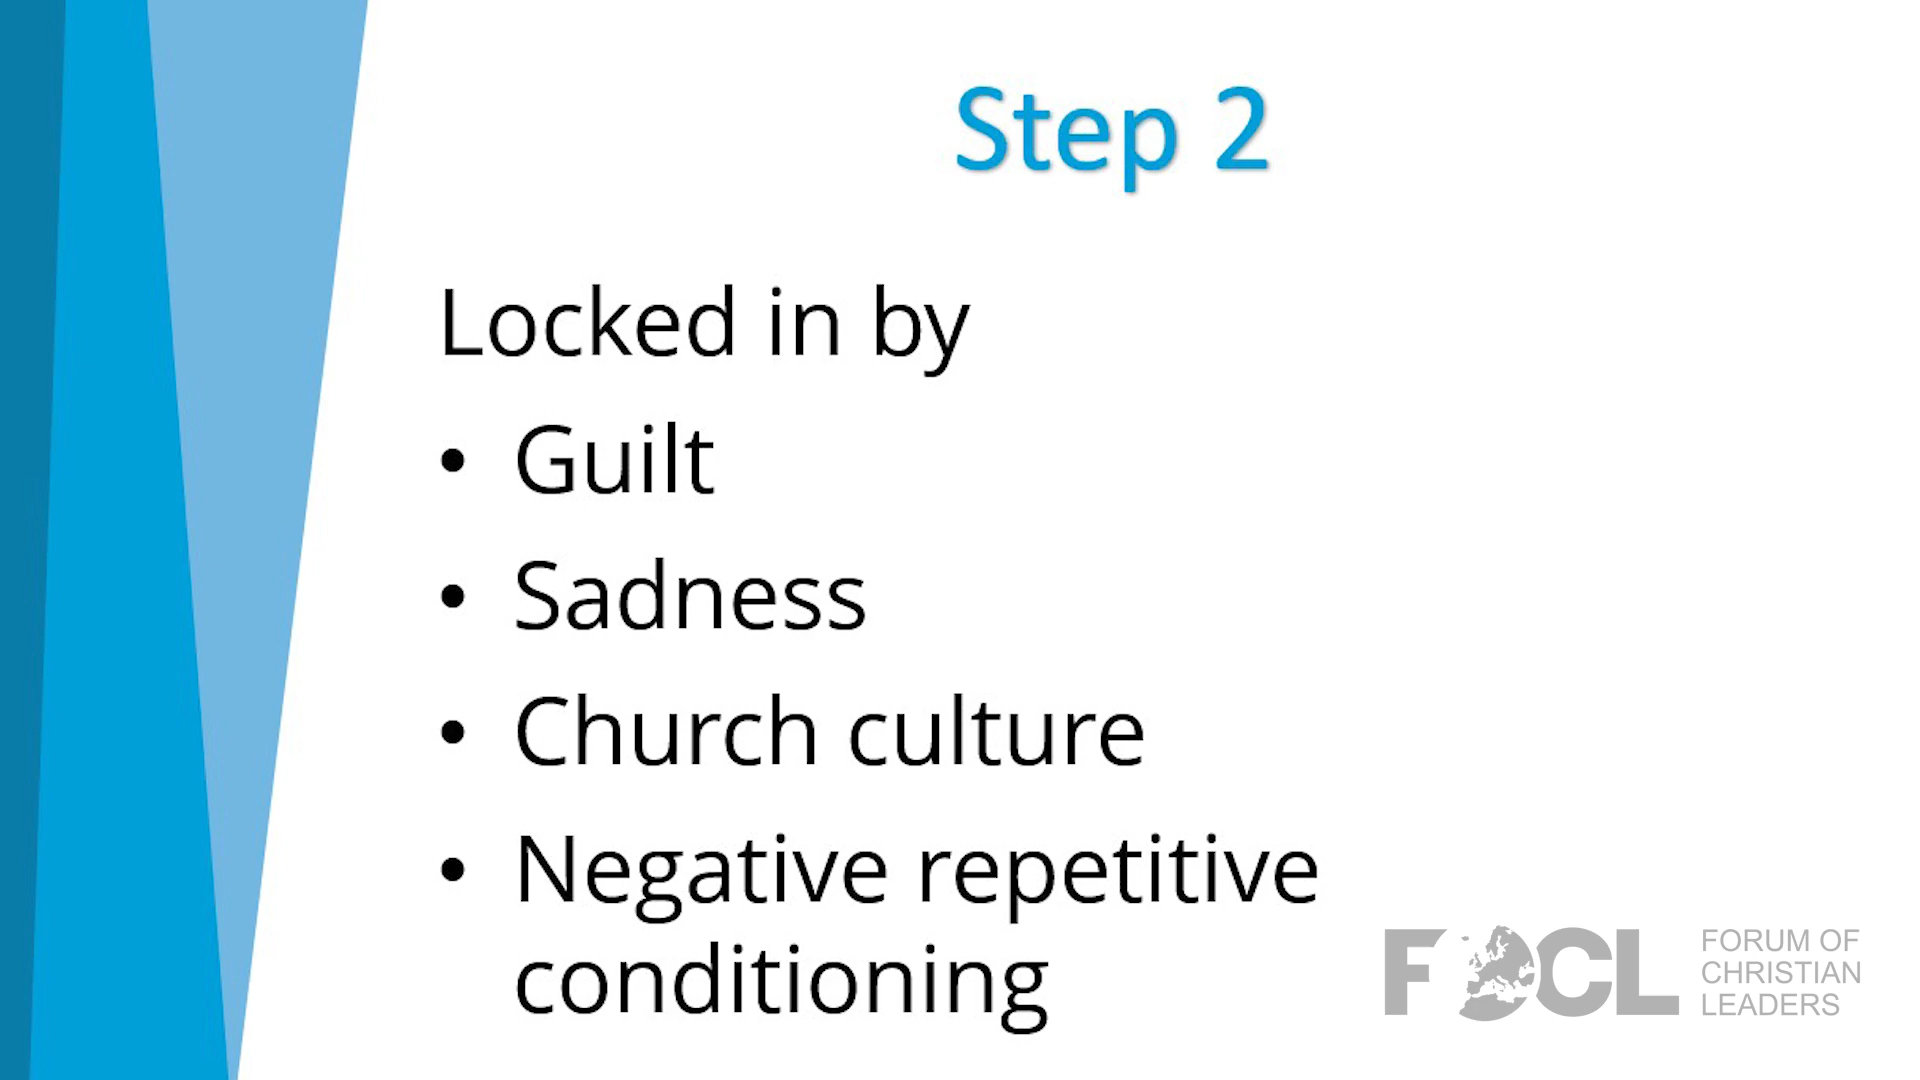 Step 2
Locked in by
• Guilt
• Sadness
• Church culture
• Negative repetitive
conditioning
FOCL
FORUM OF
CHRISTIAN
LEADERS